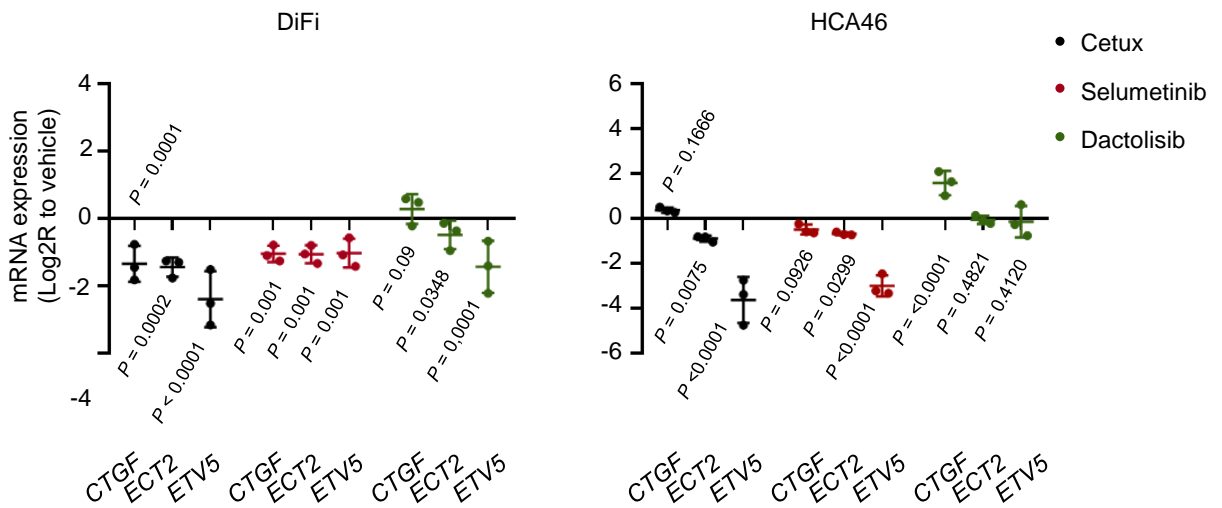 DiFi
HCA46
Cetux
Selumetinib
Dactolisib
mRNA expression
(Log2R to vehicle)
4
2
0
-2
-4
P = 0.0001
P = 0.0002
P < 0.0001
P = 0.001
P = 0.001
P = 0.001
P = 0.09
P = 0.0348
P = 0,0001
CTGF
ECT2
ETV5
CTGF
ECT2
ETV5
CTGF
ECT2
ETV5
6
4
2
0
-2
-4
-6
P = 0.1666
P = 0.0075
P <0.0001
P = 0.0926
P = 0.0299
P <0.0001
P = <0.0001
P = 0.4821
P = 0.4120
CTGF
ECT2
ETV5
CTGF
ECT2
ETV5
CTGF
ECT2
ETV5